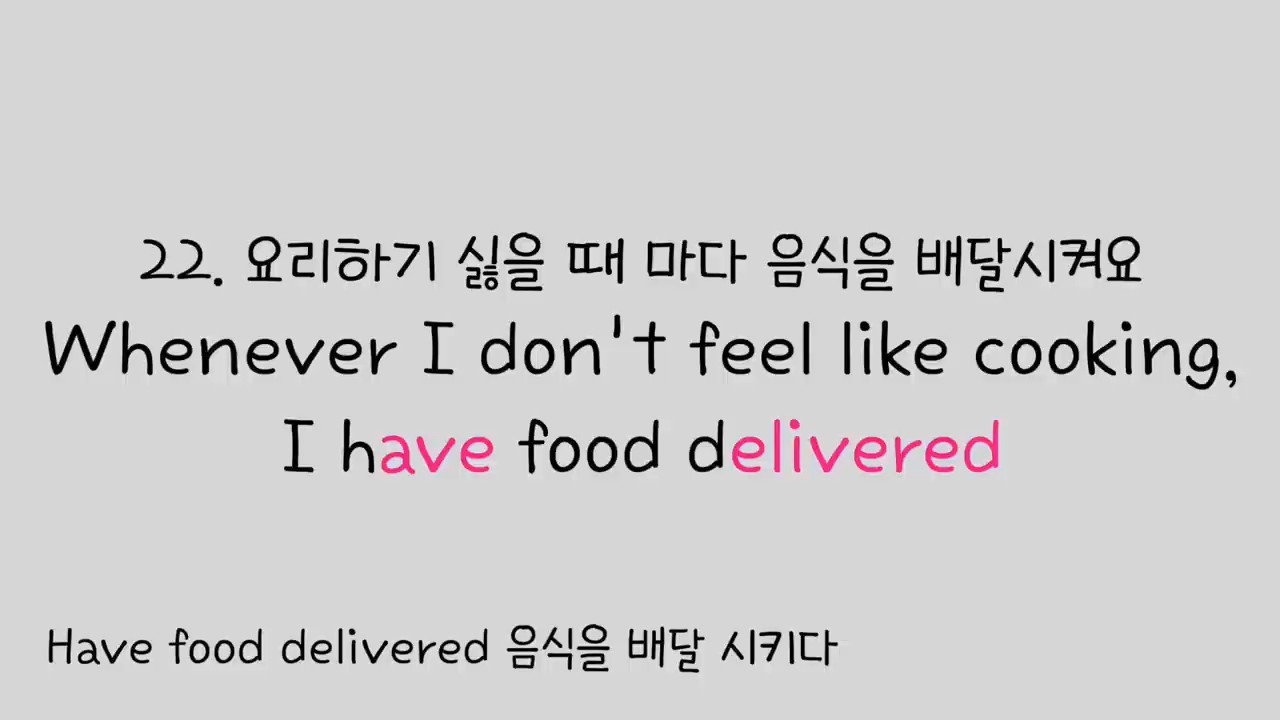 22. 요리하기 싫을 때 마다 음식을 배달시켜요
Whenever I don't feel like cooking,
I have food delivered
Have food delivered 음식을 배달 시키다